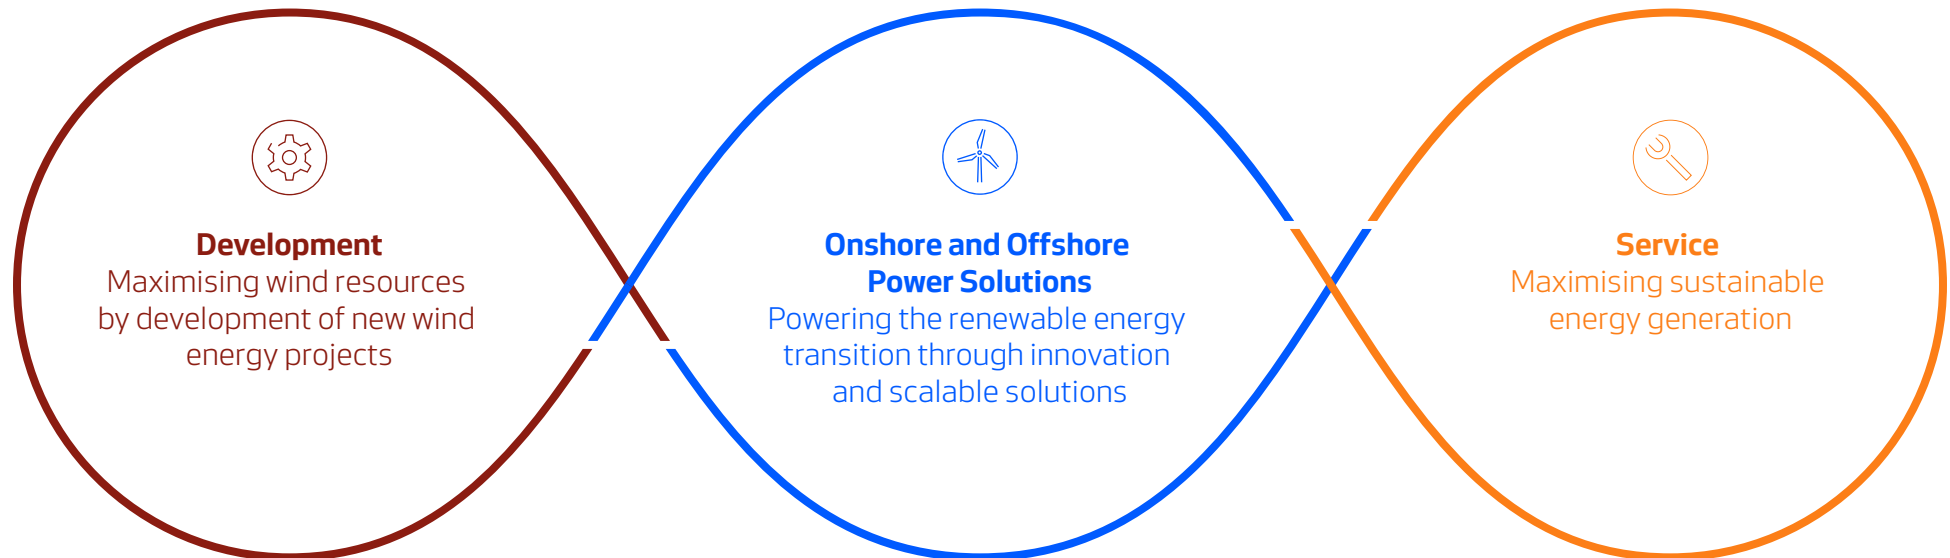 Development
Maximising wind resources
by development of new wind
energy projects
Onshore and Offshore
Power Solutions
Powering the renewable energy
transition through innovation
and scalable solutions
Service
Maximising sustainable
energy generation